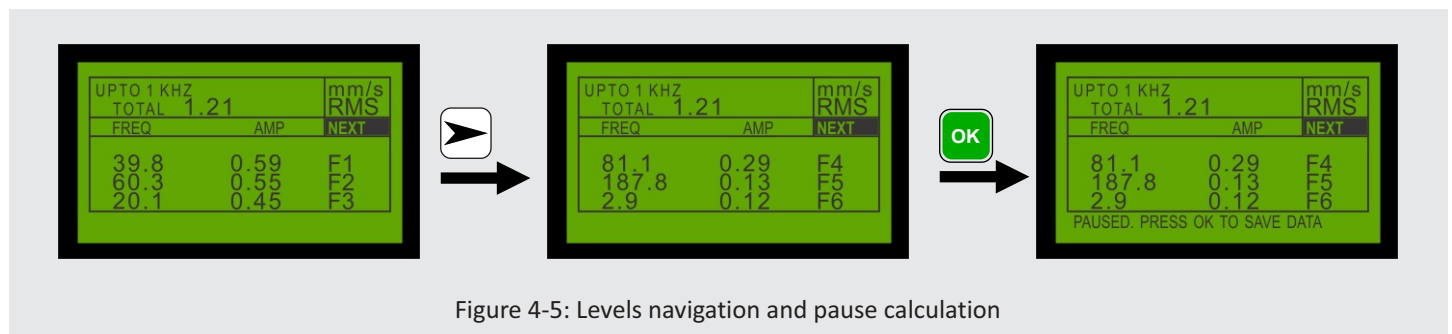 UPTO 1 KHZ
TOTAL 1.21
mm/s
RMS
FREQ AMP NEXT
39.8 0.59 F1
60.3 0.55 F2
20.1 0.45 F3
UPTO 1 KHZ
TOTAL 1.21
mm/s
RMS
FREQ AMP NEXT
81.1 0.29 F4
187.8 0.13 F5
2.9 0.12 F6
OK
UPTO 1 KHZ
TOTAL 1.21
mm/s
RMS
FREQ AMP NEXT
81.1 0.29 F4
187.8 0.13 F5
2.9 0.12 F6
PAUSED. PRESS OK TO SAVE DATA
Figure 4-5: Levels navigation and pause calculation